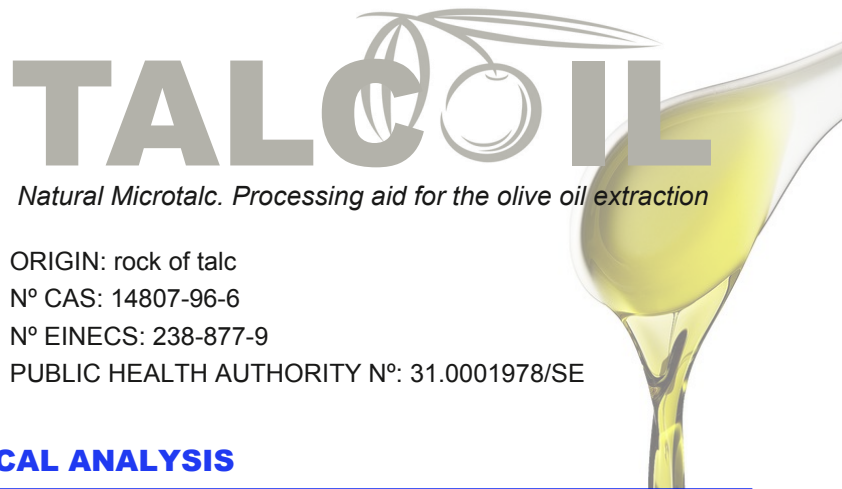 TALCOIL
Natural Microtalc. Processing aid for the olive oil extraction
ORIGIN: rock of talc
Nº CAS: 14807-96-6
Nº EINECS: 238-877-9
PUBLIC HEALTH AUTHORITY Nº: 31.0001978/SE
CAL ANALYSIS